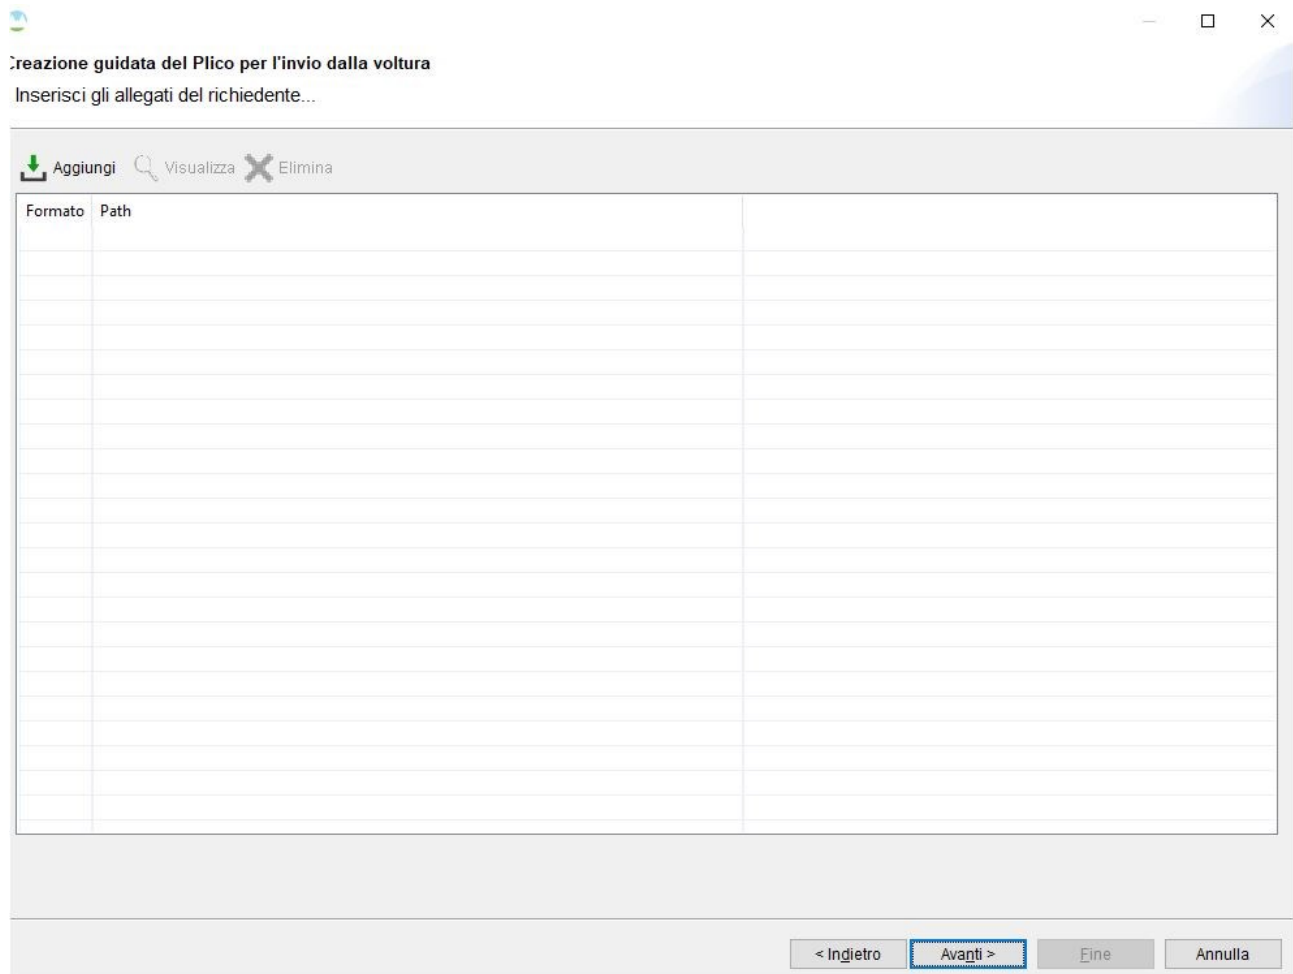 Creazione guidata del Plico per l'invio dalla voltura
Inserisci gli allegati del richiedente...
Aggiungi Visualizza Elimina
Formato Path
< Indietro Avanti > Fine Annulla